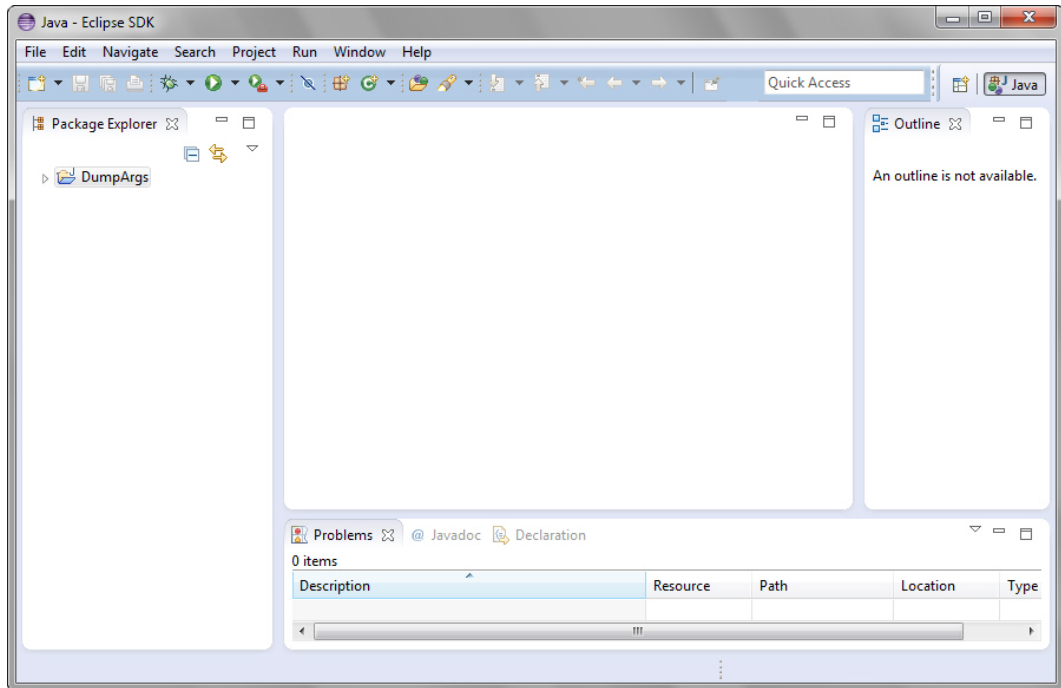 Java - Eclipse SDK
File Edit Navigate Search Project Run Window Help
Quick Access
Java
Package Explorer
DumpArgs
Outline
An outline is not available.
Problems @ Javadoc Declaration
0 items
Description Resource Path Location Type